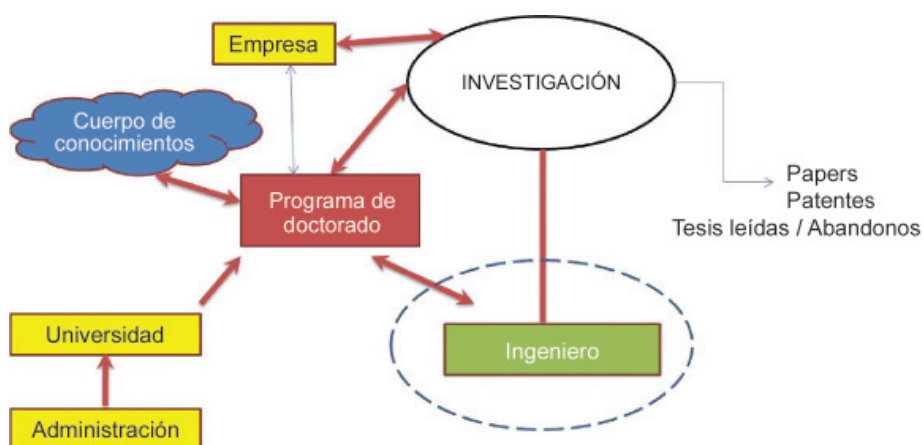 Empresa
INVESTIGACIÓN
Cuerpo de
conocimientos
Papers
Patentes
Tesis leídas / Abandonos
Programa de
doctorado
Universidad
Ingeniero
Administración